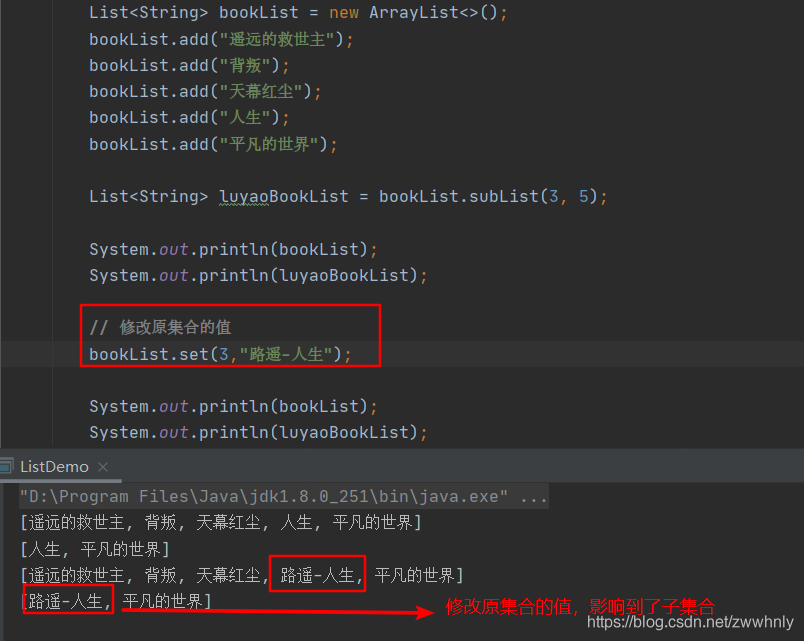 List<String> bookList = new ArrayList<>();
bookList.add("遥远的救世主");
bookList.add("背叛");
bookList.add("天幕红尘");
bookList.add("人生");
bookList.add("平凡的世界");
List<String> luyaoBookList = bookList.subList(3, 5);
System.out.println(bookList);
System.out.println(luyaoBookList);
// 修改原集合的值
bookList.set(3,"路遥-人生");
System.out.println(bookList);
System.out.println(luyaoBookList);
ListDemo ×
"D:\Program Files\Java\jdk1.8.0_251\bin\java.exe" ...
[遥远的救世主, 背叛, 天幕红尘, 人生, 平凡的世界]
[人生, 平凡的世界]
[遥远的救世主, 背叛, 天幕红尘, 路遥-人生, 平凡的世界]
[路遥-人生, 平凡的世界]
修改原集合的值，影响到了子集合
https://blog.csdn.net/zwwhnly